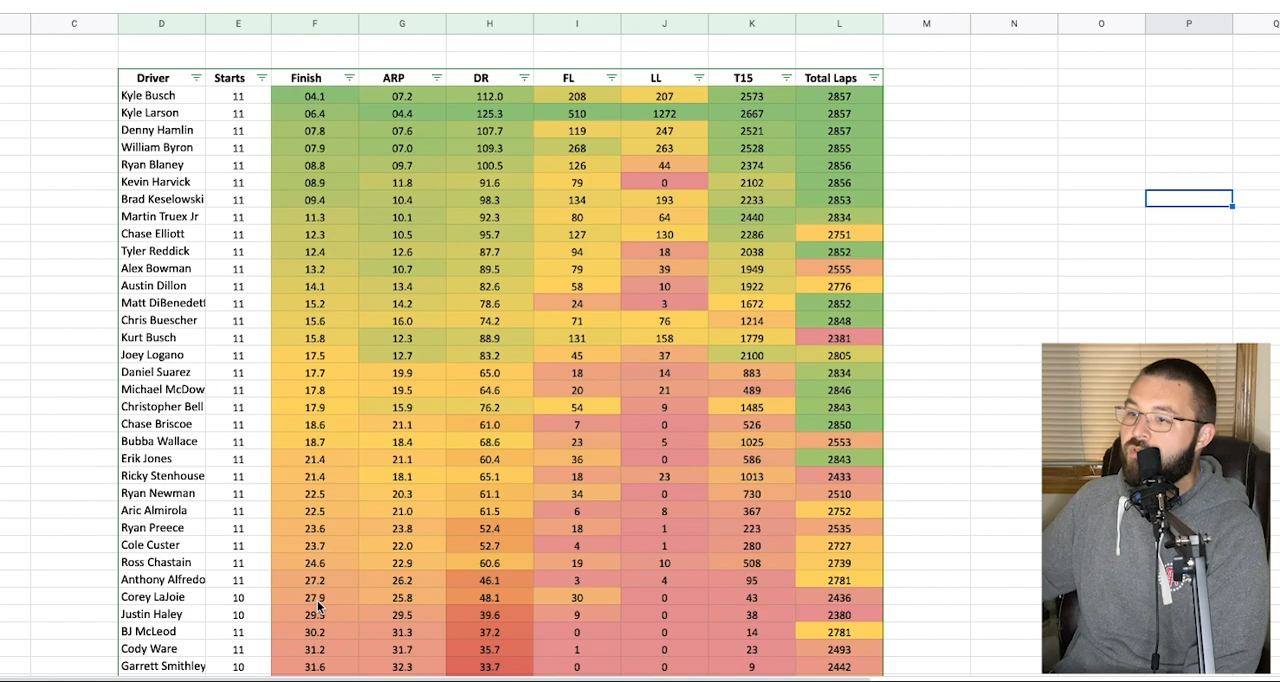 C D E F G H I J K L M N O P Q
Driver Starts Finish ARP DR FL LL T15 Total Laps
Kyle Busch 11 04.1 07.2 112.0 208 207 2573 2857
Kyle Larson 11 06.4 04.4 125.3 510 1272 2667 2857
Denny Hamlin 11 07.8 07.6 107.7 119 247 2521 2857
William Byron 11 07.9 07.0 109.3 268 263 2528 2855
Ryan Blaney 11 08.8 09.7 100.5 126 44 2374 2856
Kevin Harvick 11 08.9 11.8 91.6 79 0 2102 2856
Brad Keselowski 11 09.4 10.4 98.3 134 193 2233 2853
Martin Truex Jr 11 11.3 10.1 92.3 80 64 2440 2834
Chase Elliott 11 12.3 10.5 95.7 127 130 2286 2751
Tyler Reddick 11 12.4 12.6 87.7 94 18 2038 2852
Alex Bowman 11 13.2 10.7 89.5 79 39 1949 2555
Austin Dillon 11 14.1 13.4 82.6 58 10 1922 2776
Matt DiBenedett 11 15.2 14.2 78.6 24 3 1672 2852
Chris Buescher 11 15.6 16.0 74.2 71 76 1214 2848
Kurt Busch 11 15.8 12.3 88.9 131 158 1779 2381
Joey Logano 11 17.5 12.7 83.2 45 37 2100 2805
Daniel Suarez 11 17.7 19.9 65.0 18 14 883 2834
Michael McDow 11 17.8 19.5 64.6 20 21 489 2846
Christopher Bell 11 17.9 15.9 76.2 54 9 1485 2843
Chase Briscoe 11 18.6 21.1 61.0 7 0 526 2850
Bubba Wallace 11 18.7 18.4 68.6 23 5 1025 2553
Erik Jones 11 21.4 21.1 60.4 36 0 586 2843
Ricky Stenhouse 11 21.4 18.1 65.1 18 23 1013 2433
Ryan Newman 11 22.5 20.3 61.1 34 0 730 2510
Aric Almirola 11 22.5 21.0 61.5 6 8 367 2752
Ryan Preece 11 23.6 23.8 52.4 18 1 223 2535
Cole Custer 11 23.7 22.0 52.7 4 1 280 2727
Ross Chastain 11 24.6 22.9 60.6 19 10 508 2739
Anthony Alfredo 11 27.2 26.2 46.1 3 4 95 2781
Corey LaJoie 10 27.9 25.8 48.1 30 0 43 2436
Justin Haley 10 29.5 29.5 39.6 9 0 38 2380
BJ McLeod 11 30.2 31.3 37.2 0 0 14 2781
Cody Ware 11 31.2 31.7 35.7 1 0 23 2493
Garrett Smithley 10 31.6 32.3 33.7 0 0 9 2442